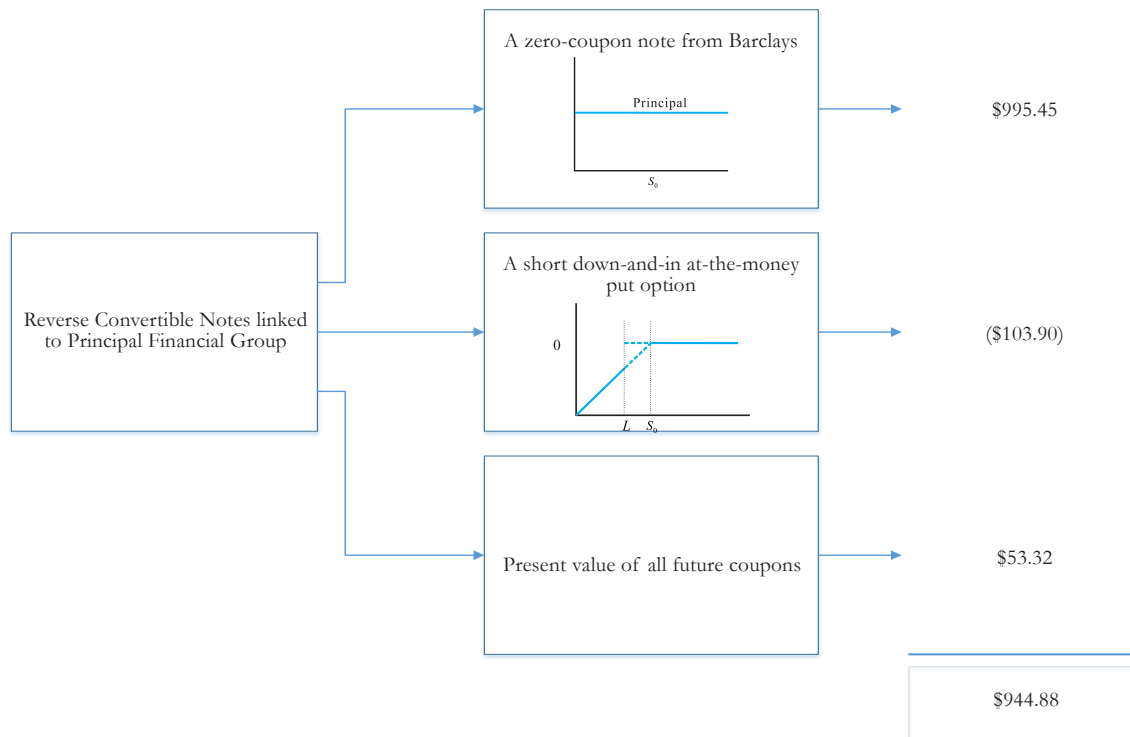 A zero-coupon note from Barclays
Principal
S₀
$995.45
Reverse Convertible Notes linked
to Principal Financial Group
A short down-and-in at-the-money
put option
0
L S₀
($103.90)
Present value of all future coupons
$53.32
$944.88